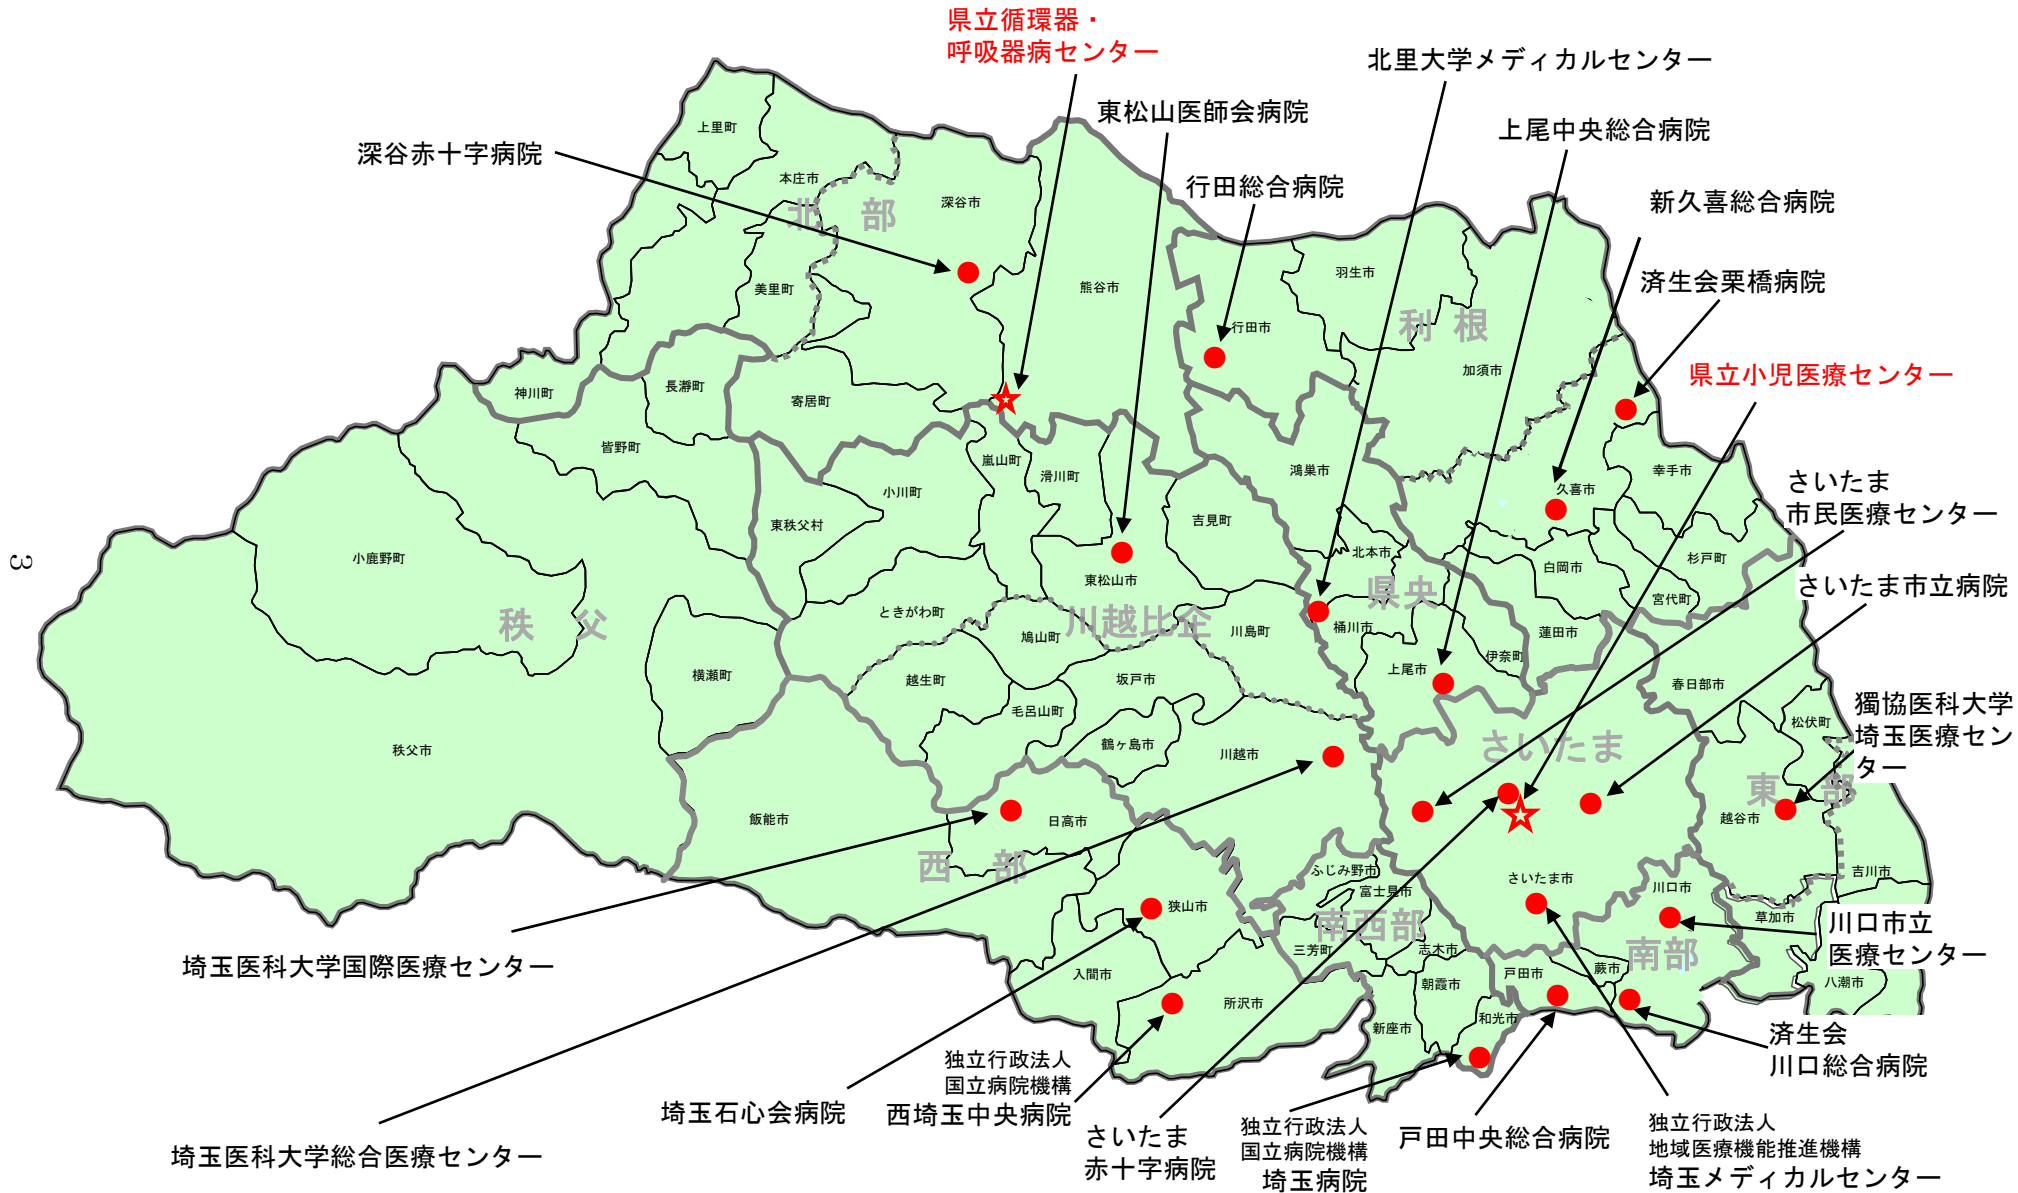 県立循環器・
呼吸器病センター
北里大学メディカルセンター
東松山医師会病院
上尾中央総合病院
深谷赤十字病院
行田総合病院
新久喜総合病院
済生会栗橋病院
県立小児医療センター
さいたま
市民医療センター
さいたま市立病院
獨協医科大学
埼玉医療セン
ター
川口市立
医療センター
済生会
川口総合病院
独立行政法人
地域医療機能推進機構
埼玉メディカルセンター
戸田中央総合病院
独立行政法人
国立病院機構
埼玉病院
さいたま
赤十字病院
独立行政法人
国立病院機構
西埼玉中央病院
埼玉石心会病院
埼玉医科大学国際医療センター
埼玉医科大学総合医療センター
北 部
利 根
秩 父
川越比企
県央
さいたま
東 部
西 部
南西部
南部
上里町
本庄市
深谷市
美里町
熊谷市
羽生市
行田市
加須市
神川町
長瀞町
寄居町
皆野町
嵐山町
滑川町
鴻巣市
久喜市
幸手市
小川町
東秩父村
吉見町
北本市
白岡市
杉戸町
小鹿野町
東松山市
宮代町
ときがわ町
鳩山町
川島町
桶川市
蓮田市
伊奈町
上尾市
横瀬町
越生町
坂戸市
春日部市
毛呂山町
松伏町
秩父市
鶴ヶ島市
川越市
飯能市
日高市
越谷市
ふじみ野市
富士見市
さいたま市
川口市
吉川市
狭山市
草加市
三芳町
志木市
入間市
所沢市
朝霞市
戸田市
蕨市
八潮市
新座市
和光市
3